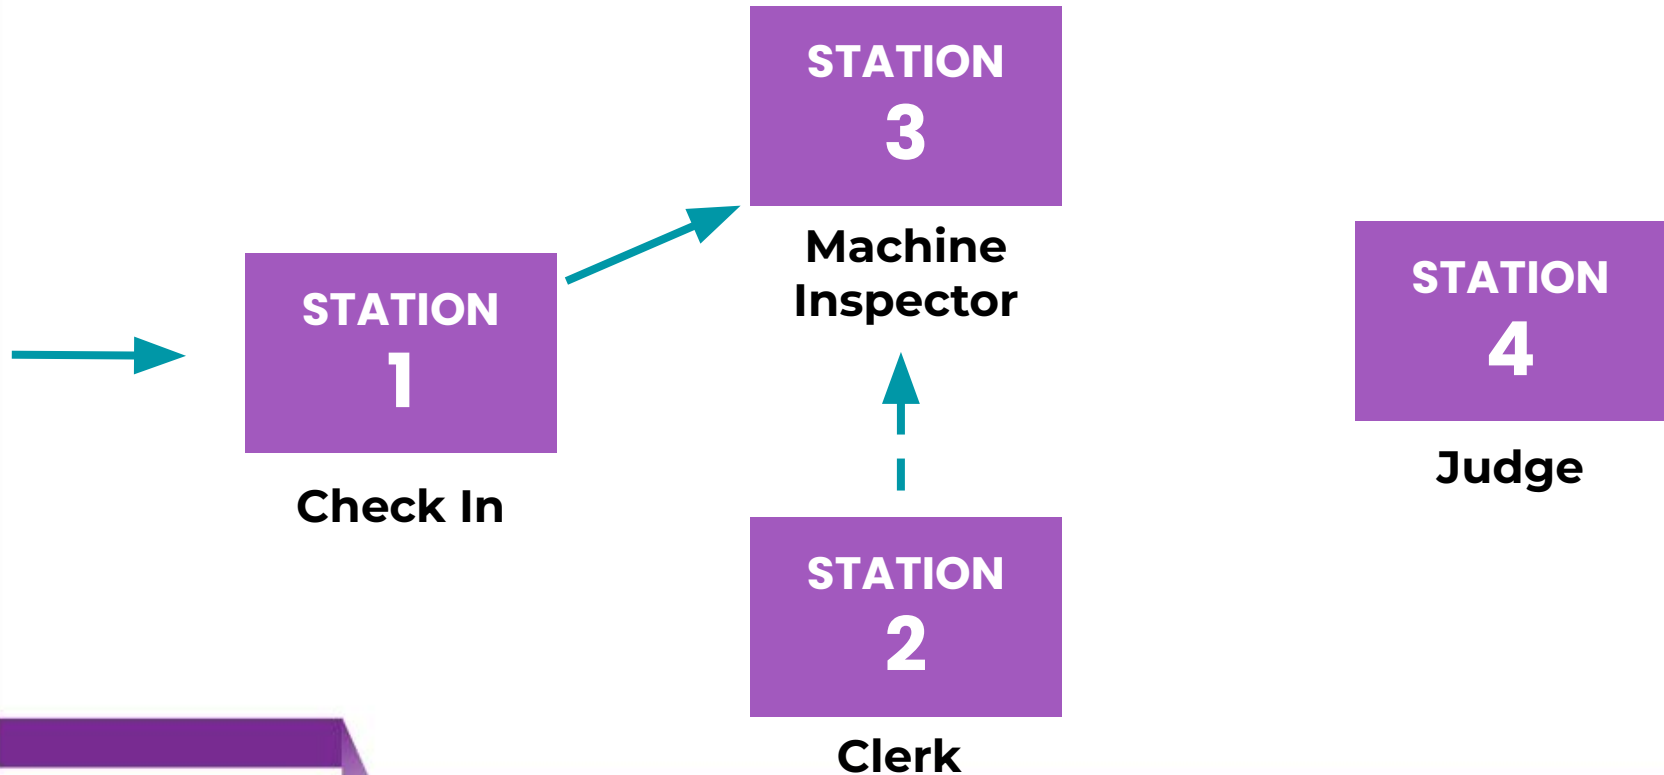 STATION
3
Machine
Inspector
STATION
1
Check In
STATION
4
Judge
STATION
2
Clerk